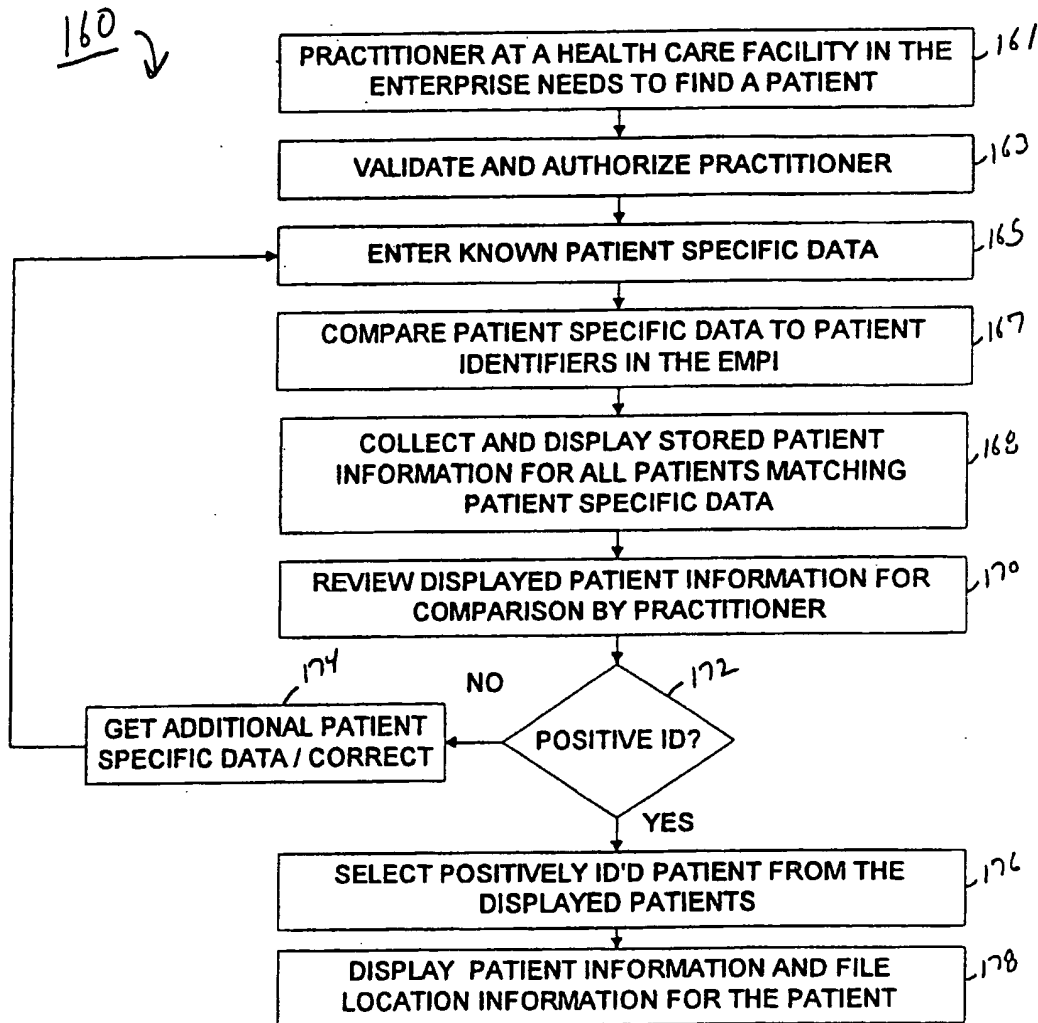 160
PRACTITIONER AT A HEALTH CARE FACILITY IN THE
ENTERPRISE NEEDS TO FIND A PATIENT
161
VALIDATE AND AUTHORIZE PRACTITIONER
163
ENTER KNOWN PATIENT SPECIFIC DATA
165
COMPARE PATIENT SPECIFIC DATA TO PATIENT
IDENTIFIERS IN THE EMPI
167
COLLECT AND DISPLAY STORED PATIENT
INFORMATION FOR ALL PATIENTS MATCHING
PATIENT SPECIFIC DATA
168
REVIEW DISPLAYED PATIENT INFORMATION FOR
COMPARISON BY PRACTITIONER
170
174
NO
172
GET ADDITIONAL PATIENT
SPECIFIC DATA / CORRECT
POSITIVE ID?
YES
SELECT POSITIVELY ID'D PATIENT FROM THE
DISPLAYED PATIENTS
176
DISPLAY PATIENT INFORMATION AND FILE
LOCATION INFORMATION FOR THE PATIENT
178